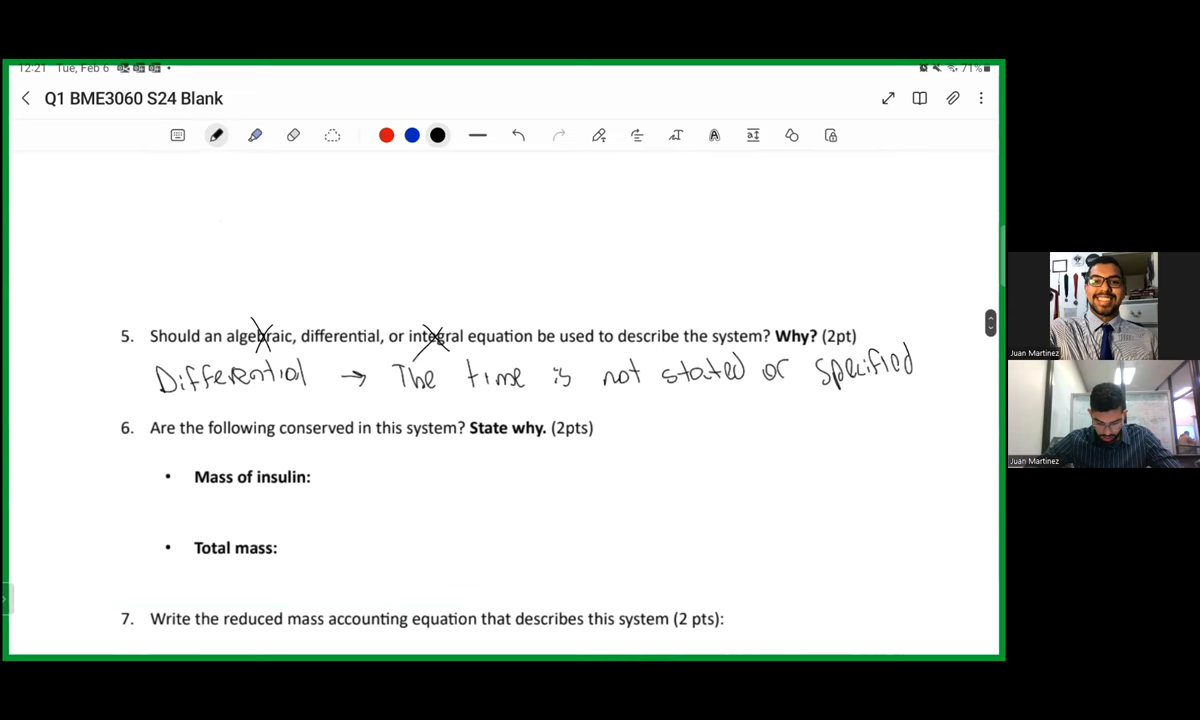 12:21 Tue, Feb 6
71%
Q1 BME3060 S24 Blank
5. Should an algebraic, differential, or integral equation be used to describe the system? Why? (2pt)
Differential → The time is not stated or specified
6. Are the following conserved in this system? State why. (2pts)
• Mass of insulin:
• Total mass:
7. Write the reduced mass accounting equation that describes this system (2 pts):
Juan Martinez
Juan Martinez